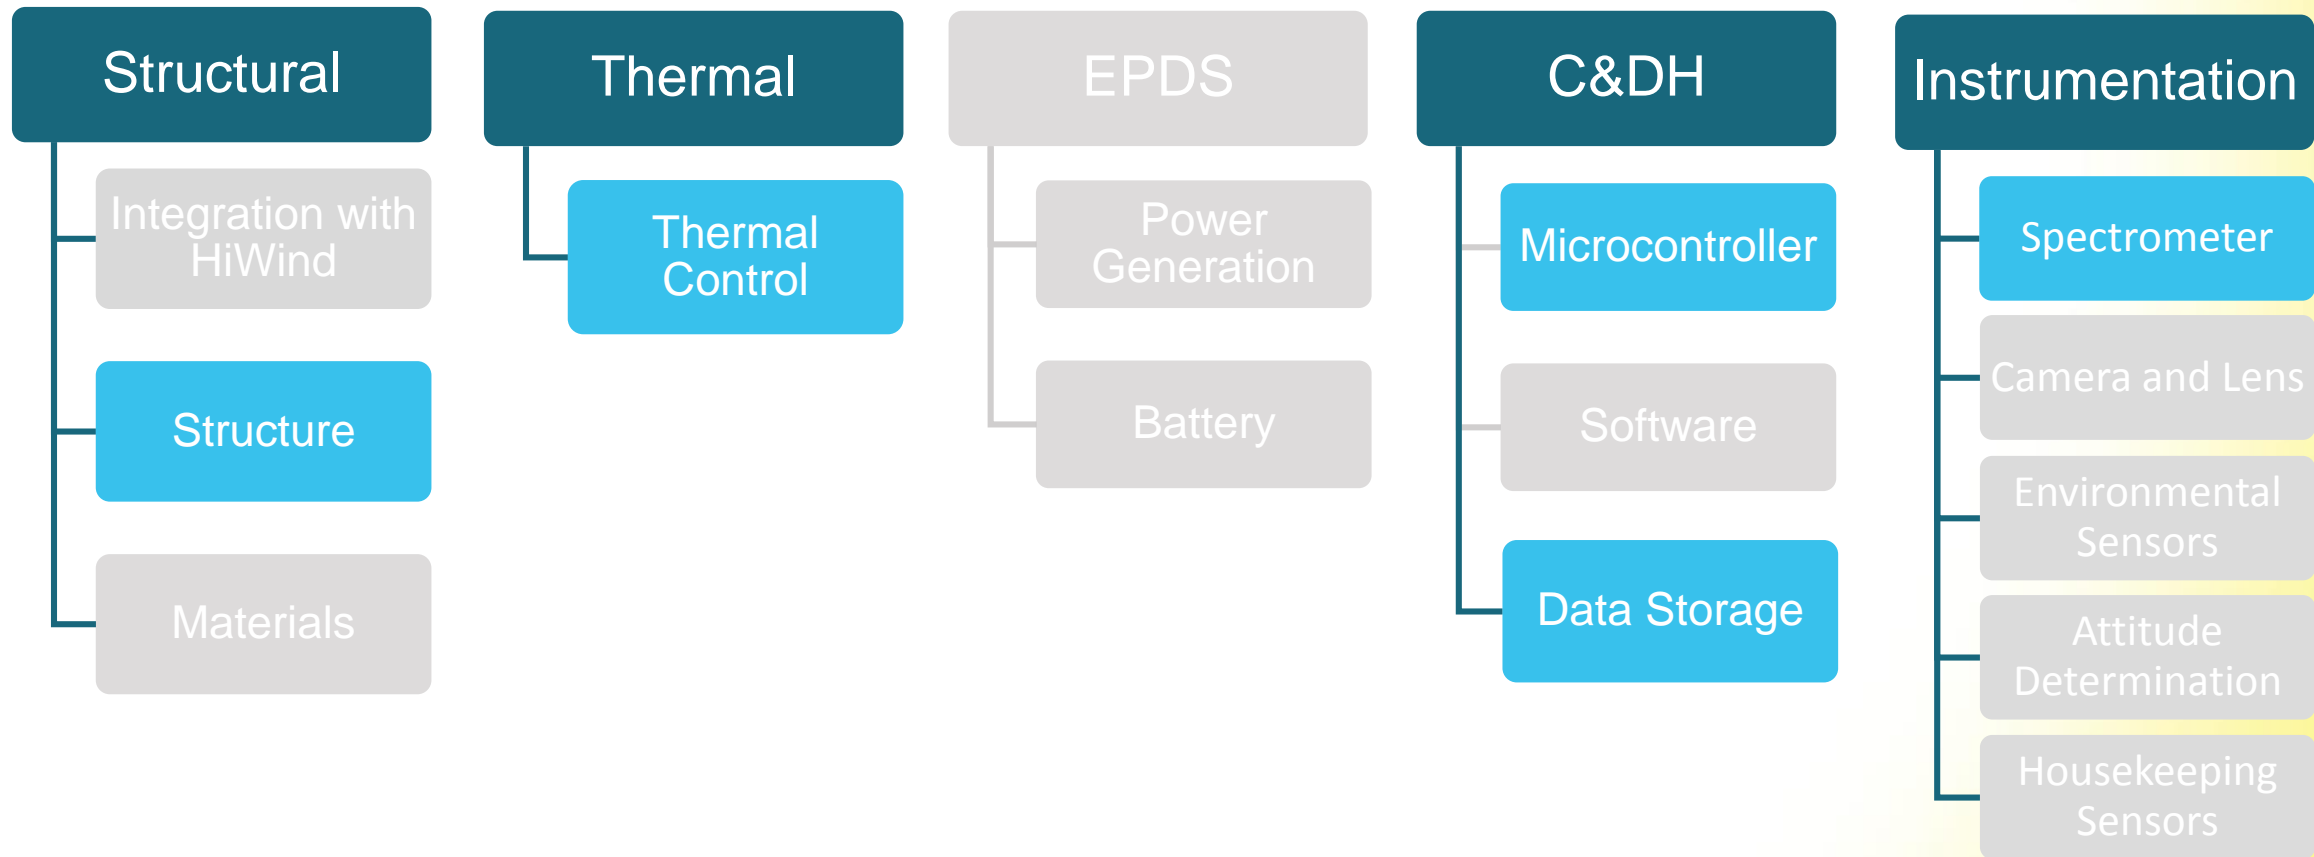 Structural
Integration with
HiWind
Structure
Materials
Thermal
Thermal
Control
EPDS
Power
Generation
Battery
C&DH
Microcontroller
Software
Data Storage
Instrumentation
Spectrometer
Camera and Lens
Environmental
Sensors
Attitude
Determination
Housekeeping
Sensors